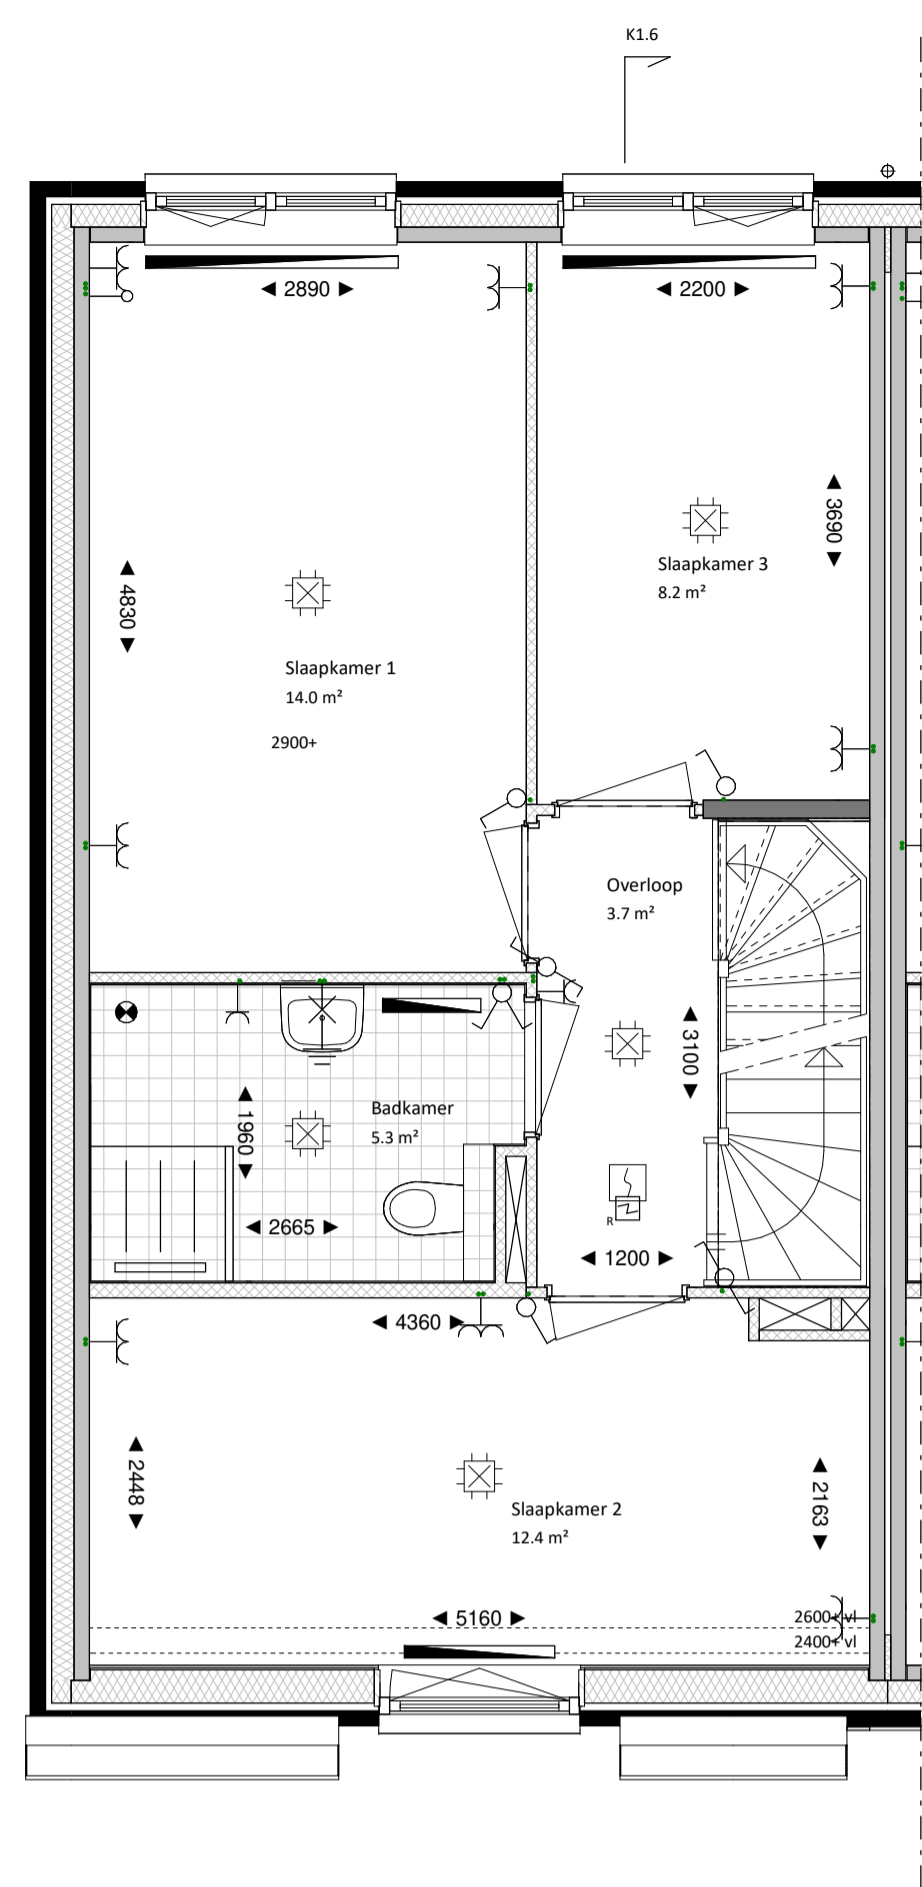 K1.6
2890
2200
3690
Slaapkamer 3
8.2 m²
4830
Slaapkamer 1
14.0 m²
2900+
Overloop
3.7 m²
3100
Badkamer
5.3 m²
1960
R
2665
1200
4360
2448
2163
Slaapkamer 2
12.4 m²
5160
2600+ vl
2400+ vl